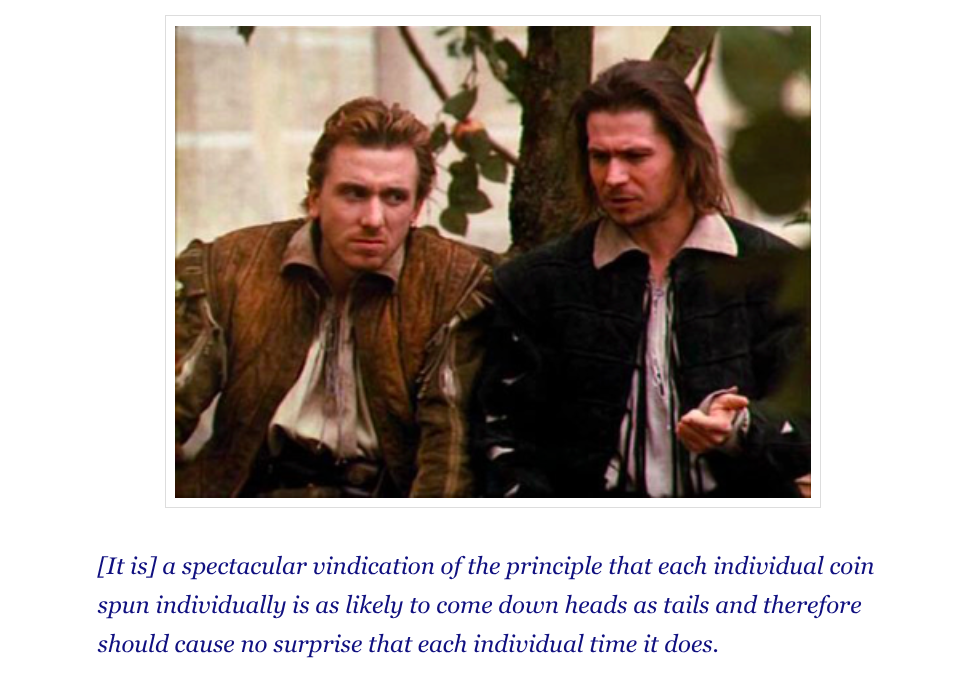 [It is] a spectacular vindication of the principle that each individual coin
spun individually is as likely to come down heads as tails and therefore
should cause no surprise that each individual time it does.